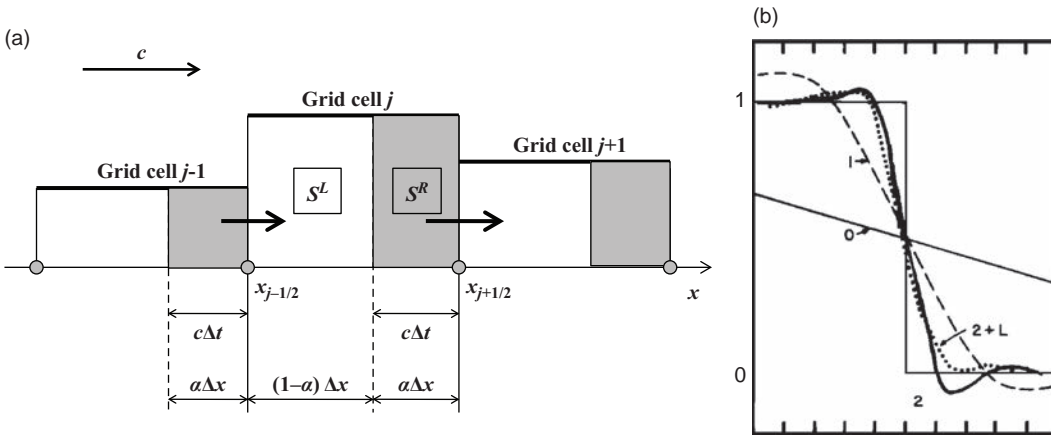 (a)
c
Grid cell j
Grid cell j-1
Grid cell j+1
S^L
S^R
x_{j−1/2}
x_{j+1/2}
x
cΔt
cΔt
αΔx
(1−α) Δx
αΔx
(b)
1
I
0
2+L
0
2